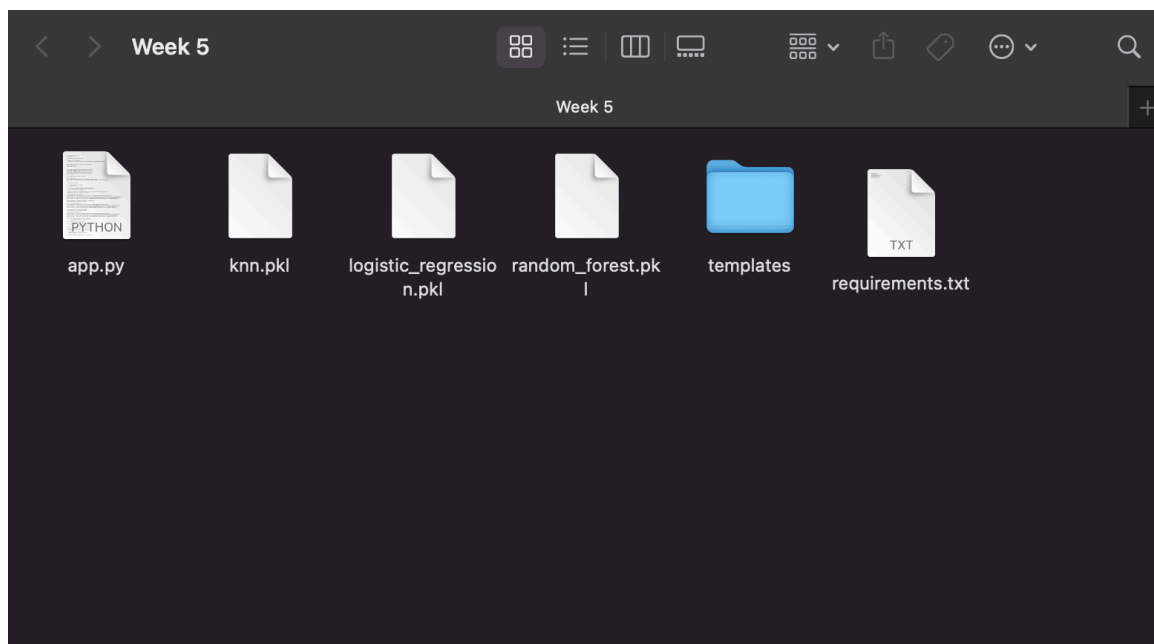 Week 5
Week 5
PYTHON
TXT
app.py
knn.pkl
logistic_regressio
n.pkl
random_forest.pk
l
templates
requirements.txt